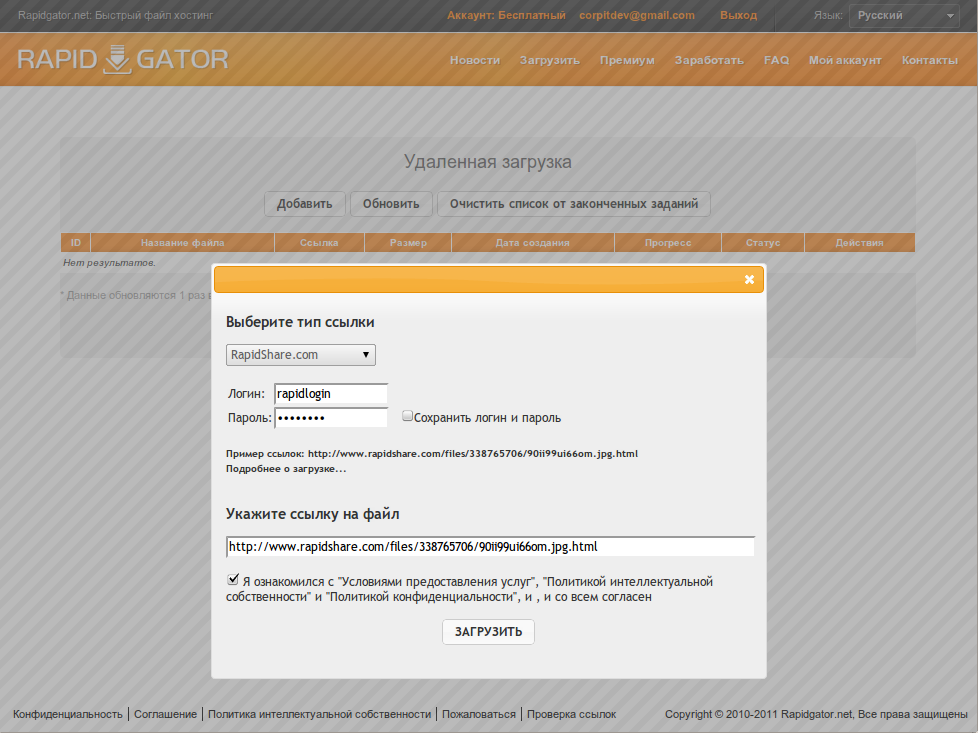 Rapidgator.net: Быстрый файл хостинг
Аккаунт: Бесплатный corpitdev@gmail.com Выход
Язык: Русский
RAPID GATOR
Новости Загрузить Премиум Заработать FAQ Мой аккаунт Контакты
Удаленная загрузка
Добавить Обновить Очистить список от законченных заданий
ID Название файла Ссылка Размер Дата создания Прогресс Статус Действия
Нет результатов.
* Данные обновляются 1 раз
Выберите тип ссылки
RapidShare.com
Логин: rapidlogin
Пароль: •••••••• Сохранить логин и пароль
Пример ссылок: http://www.rapidshare.com/files/338765706/90ii99ui66om.jpg.html
Подробнее о загрузке...
Укажите ссылку на файл
http://www.rapidshare.com/files/338765706/90ii99ui66om.jpg.html
Я ознакомился с "Условиями предоставления услуг", "Политикой интеллектуальной
собственности" и "Политикой конфиденциальности", и , и со всем согласен
ЗАГРУЗИТЬ
Конфиденциальность Соглашение Политика интеллектуальной собственности Пожаловаться Проверка ссылок
Copyright © 2010-2011 Rapidgator.net, Все права защищены